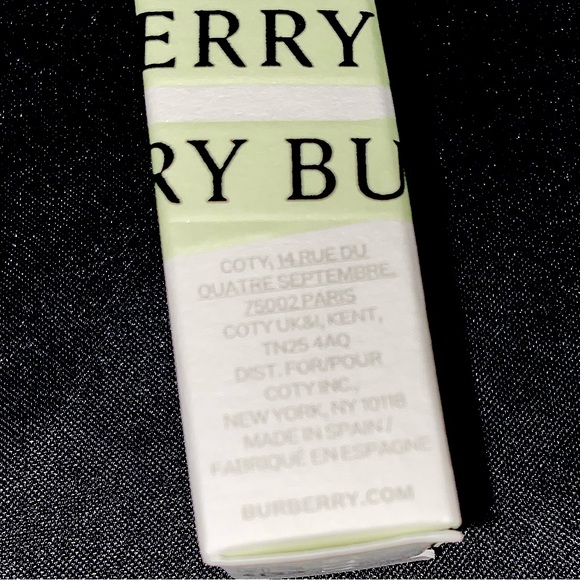 ERRY
RY BU
COTY, 14 RUE DU
QUATRE SEPTEMBRE,
75002 PARIS
COTY UK&I, KENT,
TN25 4AQ
DIST. FOR/POUR
COTY INC.,
NEW YORK, NY 10118
MADE IN SPAIN /
FABRIQUÉ EN ESPAGNE
BURBERRY.COM